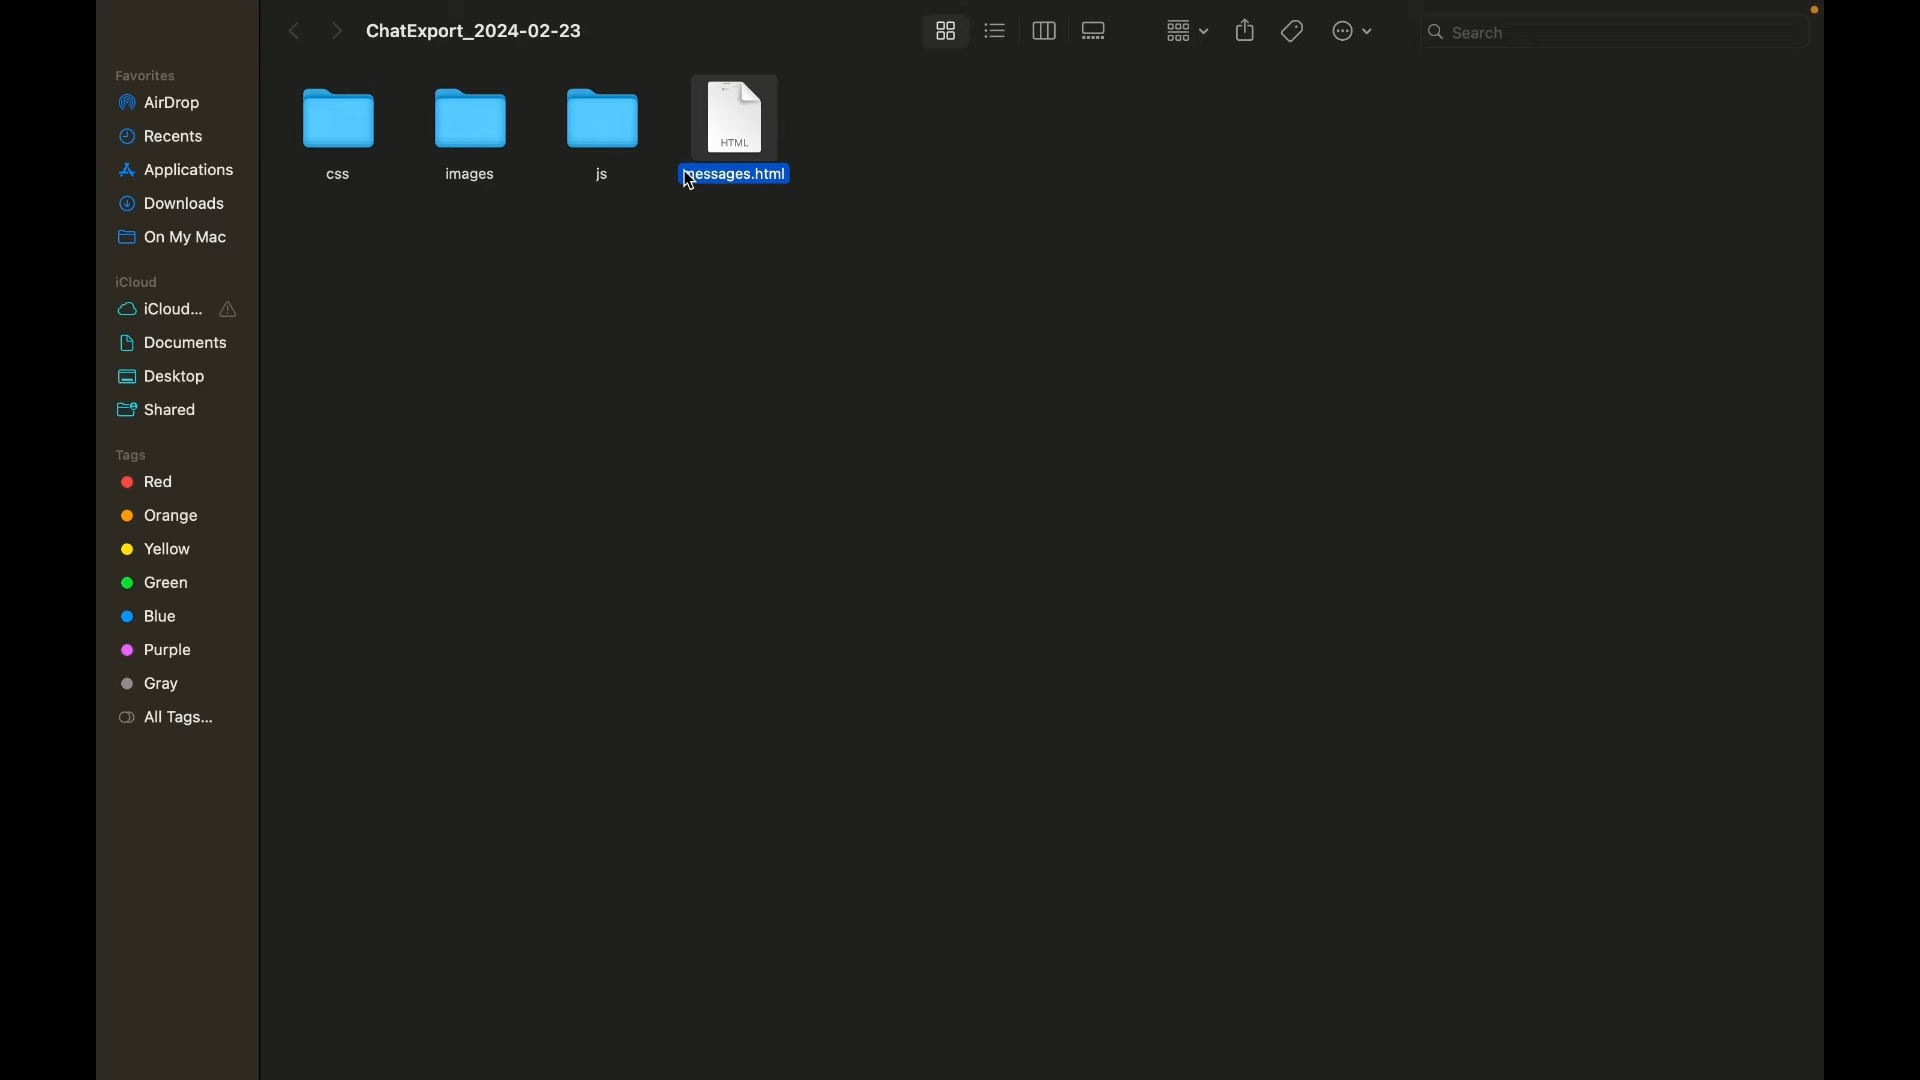 ChatExport_2024-02-23
Search
Favorites
AirDrop
Recents
Applications
Downloads
On My Mac
iCloud
iCloud...
Documents
Desktop
Shared
Tags
Red
Orange
Yellow
Green
Blue
Purple
Gray
All Tags...
HTML
css
images
js
messages.html